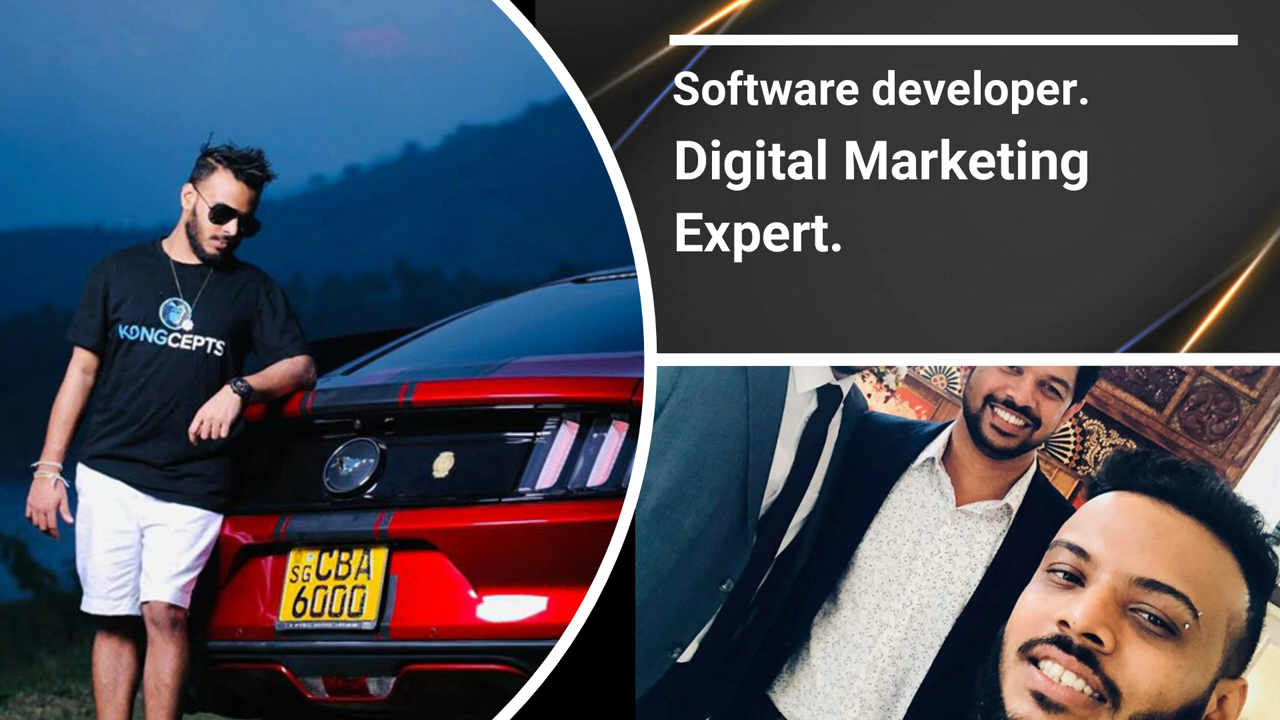 Software developer.
Digital Marketing
Expert.
KONGCEPTS
SG CBA
6000